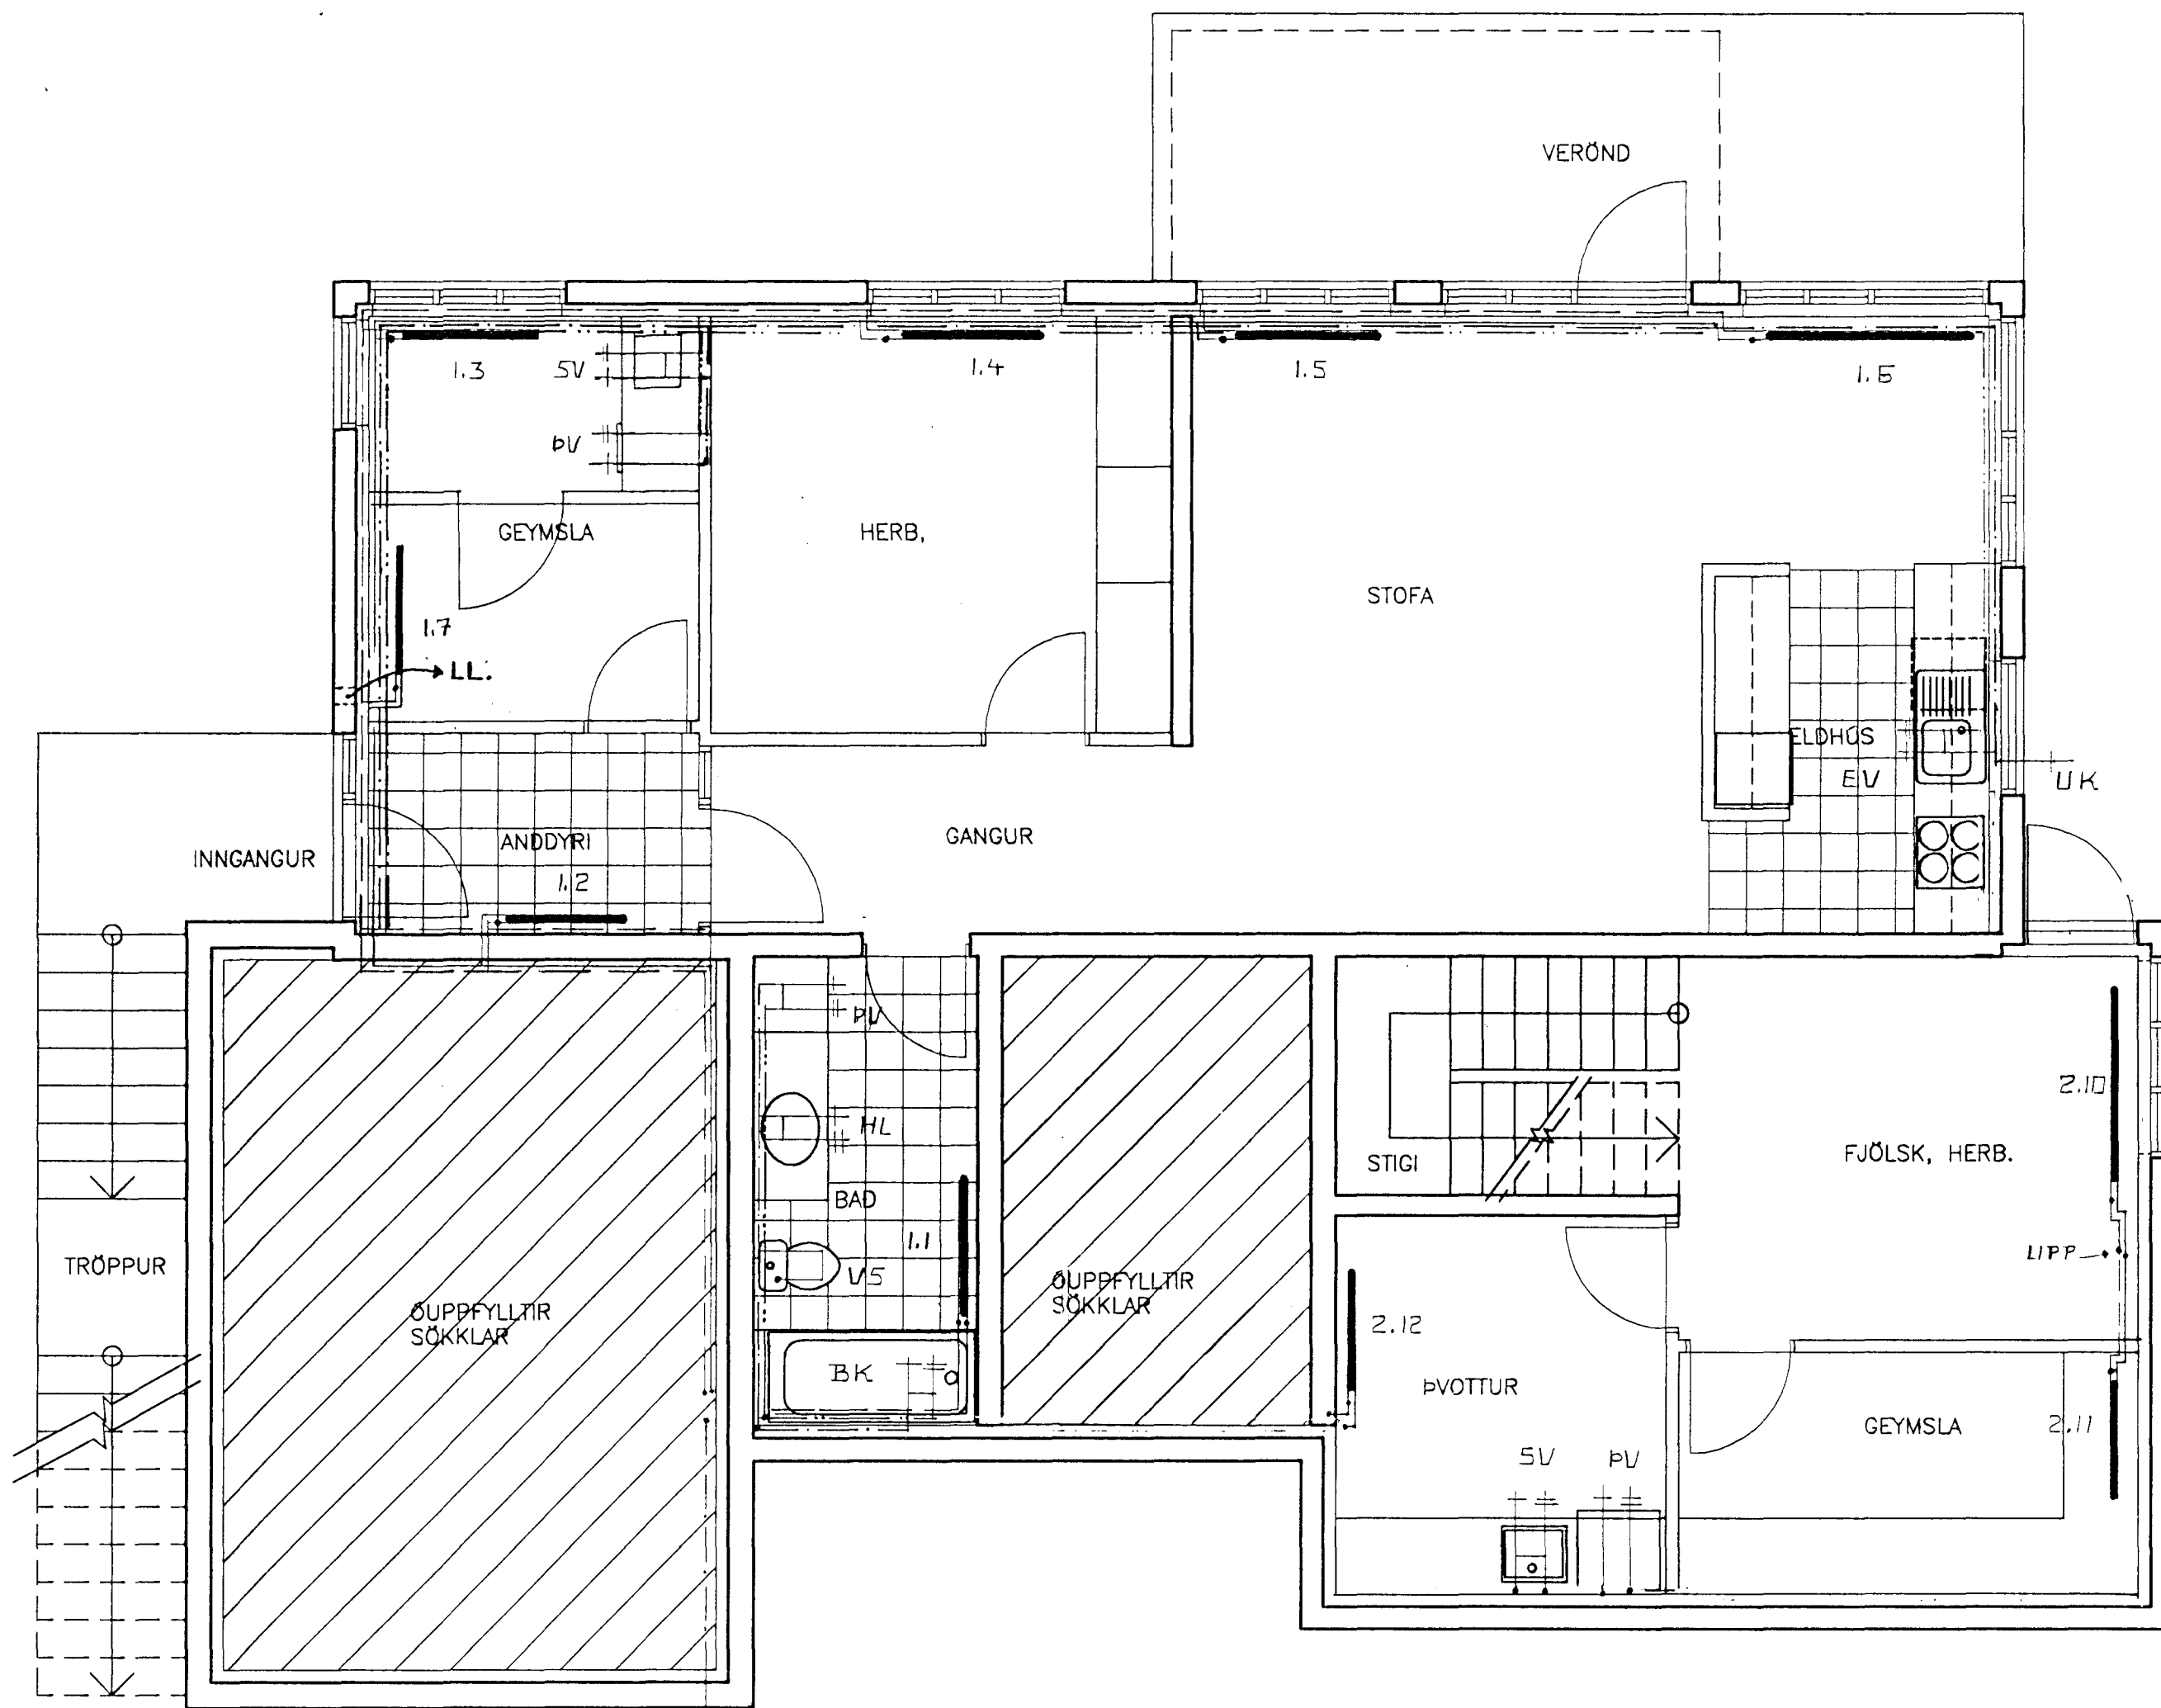 VERÖND
1.3
SV
1.4
1.5
1.6
ÞV
GEYMSLA
HERB,
STOFA
1.7
LL.
ELDHÚS
EV
UK
INNGANGUR
ANDDYRI
GANGUR
1.2
ÞV
HL
2.10
STIGI
FJÖLSK, HERB.
BAD
1.1
VS
TRÖPPUR
LIPP
ÓUPPFYLLTIR
SÖKKLAR
ÓUPPFYLLTIR
SÖKKLAR
2.12
BK
ÞVOTTUR
GEYMSLA
2.11
SV
ÞV